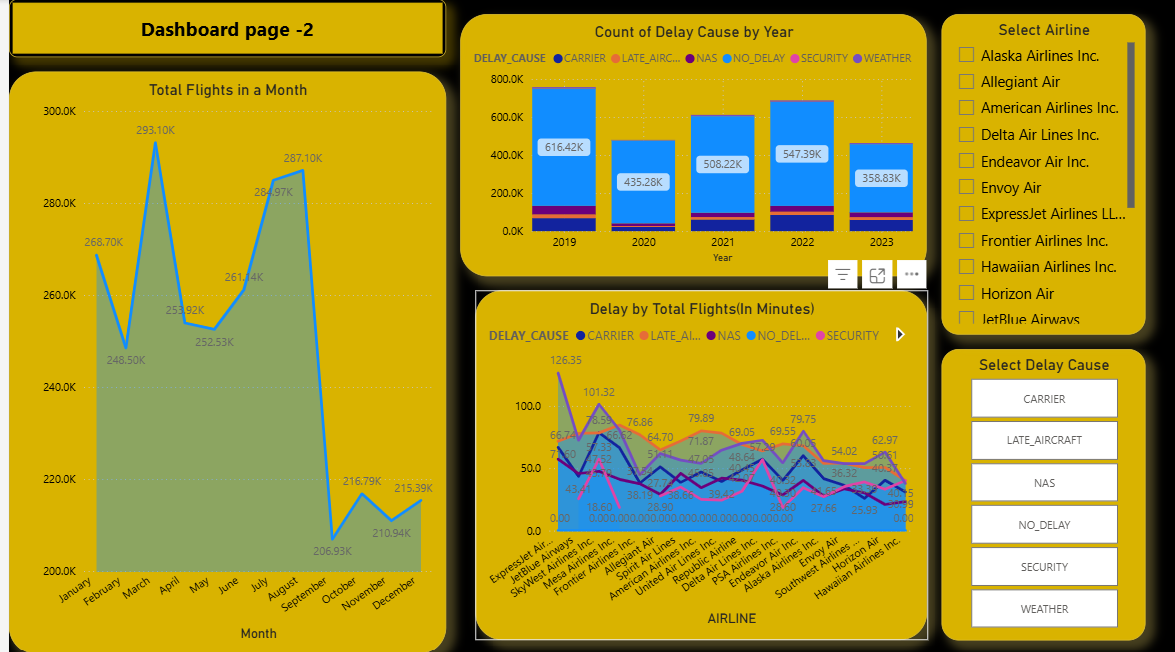 Dashboard page -2
Total Flights in a Month
300.0K
280.0K
260.0K
240.0K
220.0K
200.0K
268.70K
248.50K
293.10K
253.92K
252.53K
261.14K
284.97K
287.10K
206.93K
216.79K
210.94K
215.39K
January
February
March
April
May
June
July
August
September
October
November
December
Month
Count of Delay Cause by Year
DELAY_CAUSE CARRIER LATE_AIRC... NAS NO_DELAY SECURITY WEATHER
800.0K
600.0K
400.0K
200.0K
0.0K
616.42K
435.28K
508.22K
547.39K
358.83K
2019 2020 2021 2022 2023
Year
Delay by Total Flights(In Minutes)
DELAY_CAUSE CARRIER LATE_AI... NAS NO_DEL... SECURITY
100.0
50.0
0.0
126.35
101.32
76.86
64.70
79.89
71.87
69.05
69.55
79.75
54.02
62.97
36.32
38.19
28.90
27.66
25.93
18.60
0.00
0.00
ExpressJet Air...
JetBlue Airways
SkyWest Airlines Inc.
Mesa Airlines Inc.
Frontier Airlines Inc.
Allegiant Air
Spirit Air Lines
American Airlines Inc.
United Air Lines Inc.
Republic Airline
Delta Air Lines Inc.
PSA Airlines Inc.
Endeavor Air Inc.
Alaska Airlines Inc.
Envoy Air
Southwest Airlines ...
Horizon Air
Hawaiian Airlines Inc.
AIRLINE
Select Airline
Alaska Airlines Inc.
Allegiant Air
American Airlines Inc.
Delta Air Lines Inc.
Endeavor Air Inc.
Envoy Air
ExpressJet Airlines LL...
Frontier Airlines Inc.
Hawaiian Airlines Inc.
Horizon Air
JetBlue Airways
Select Delay Cause
CARRIER
LATE_AIRCRAFT
NAS
NO_DELAY
SECURITY
WEATHER